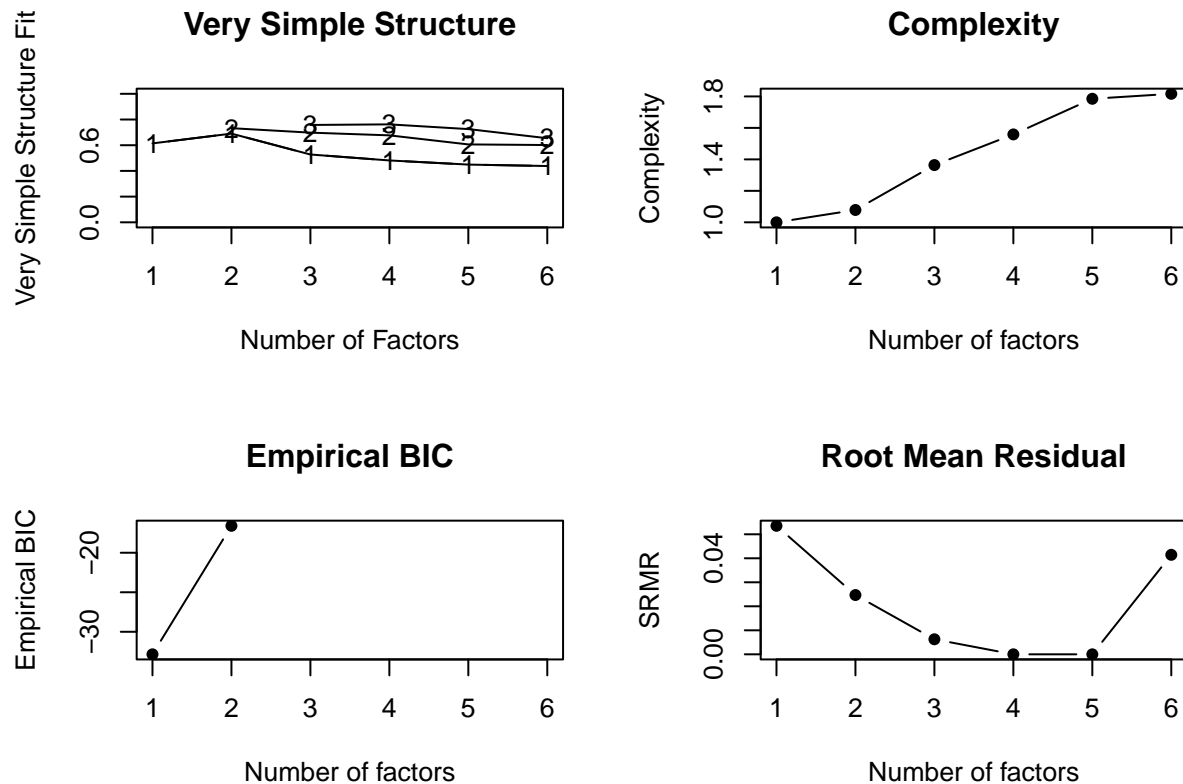 Very Simple Structure
Very Simple Structure Fit
0.0 0.6
1 1 1 1 1 1
2 2 2 2 2
3 3 3 3
1 2 3 4 5 6
Number of Factors
Complexity
Complexity
1.0 1.4 1.8
1 2 3 4 5 6
Number of factors
Empirical BIC
Empirical BIC
−30 −20
1 2 3 4 5 6
Number of factors
Root Mean Residual
SRMR
0.00 0.04
1 2 3 4 5 6
Number of factors